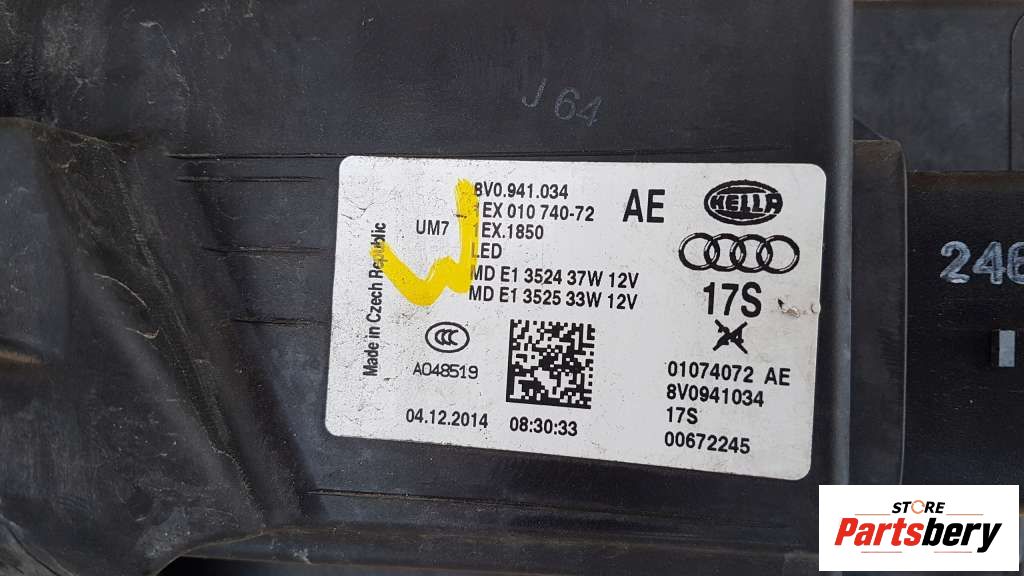 J 64
8V0.941.034
1EX 010 740-72
UM7 1EX.1850
LED
MD E1 3524 37W 12V
MD E1 3525 33W 12V
AE
HELLA
17S
Made in Czech Republic
CCC
A048519
04.12.2014 08:30:33
01074072 AE
8V0941034
17S
00672245
246
STORE
Partsbery